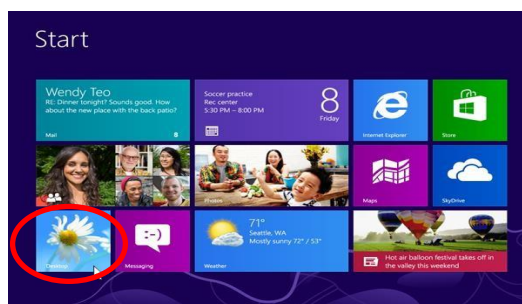 Start
Wendy Teo
RE: Dinner tonight? Sounds good. How
about the new place with the back patio?
Mail
8
Soccer practice
Rec center
5:30 PM – 8:00 PM
8
Friday
Internet Explorer
Store
Photos
Maps
SkyDrive
Desktop
Messaging
:-)
71°
Seattle, WA
Mostly sunny 72° / 53°
Weather
Hot air balloon festival takes off in
the valley this weekend